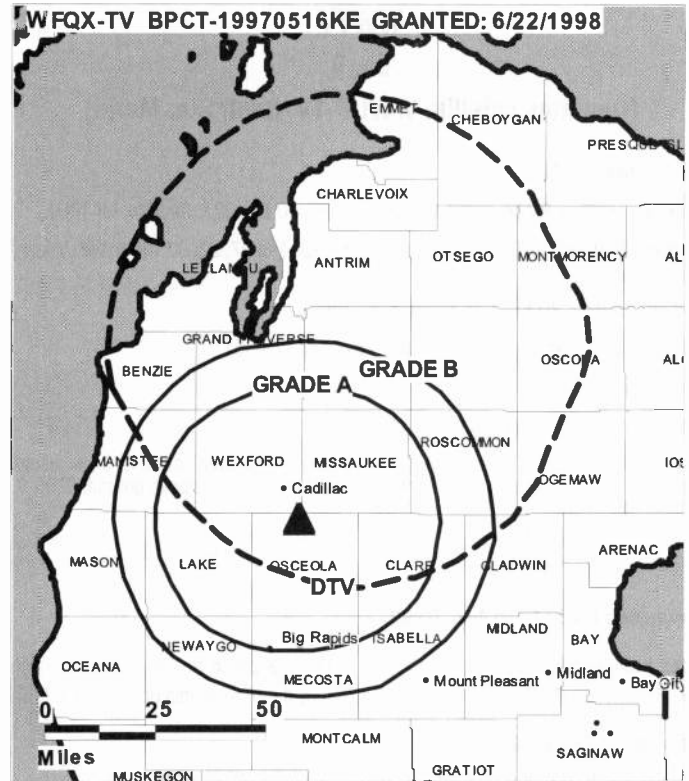 WFQX-TV BPCT-19970516KE GRANTED: 6/22/1998
EMMET
CHEBOYGAN
CHARLEVOIX
ANTRIM
OTSEGO
MONTMORENCY
AL
GRAND TRAVERSE
BENZIE
GRADE A
GRADE B
OSCODA
ROSCOMMON
MANISTEE
WEXFORD
MISSAUKEE
IOS
OGEMAW
Cadillac
ARENAC
MASON
LAKE
OSCEOLA
CLARE
GLADWIN
DTV
NEWAYGO
Big Rapids
ISABELLA
MIDLAND
BAY
OCEANA
MECOSTA
Mount Pleasant
Midland
Bay City
0 25 50
Miles
MONTCALM
SAGINAW
MUSKEGON
GRATIOT